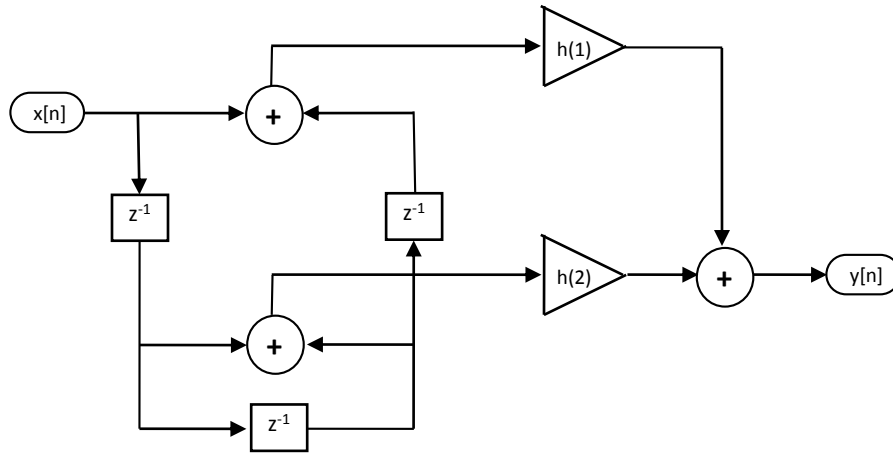 h(1)
x[n]
+
z⁻¹
z⁻¹
h(2)
+
y[n]
+
z⁻¹